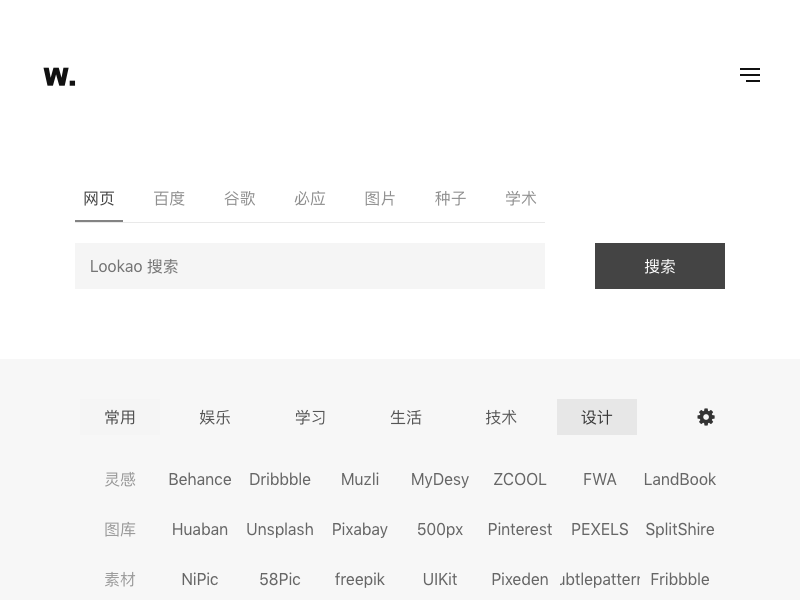 W.
网页 百度 谷歌 必应 图片 种子 学术
Lookao 搜索 搜索
常用 娱乐 学习 生活 技术 设计
灵感 Behance Dribbble Muzli MyDesy ZCOOL FWA LandBook
图库 Huaban Unsplash Pixabay 500px Pinterest PEXELS SplitShire
素材 NiPic 58Pic freepik UIKit Pixeden Fribbble